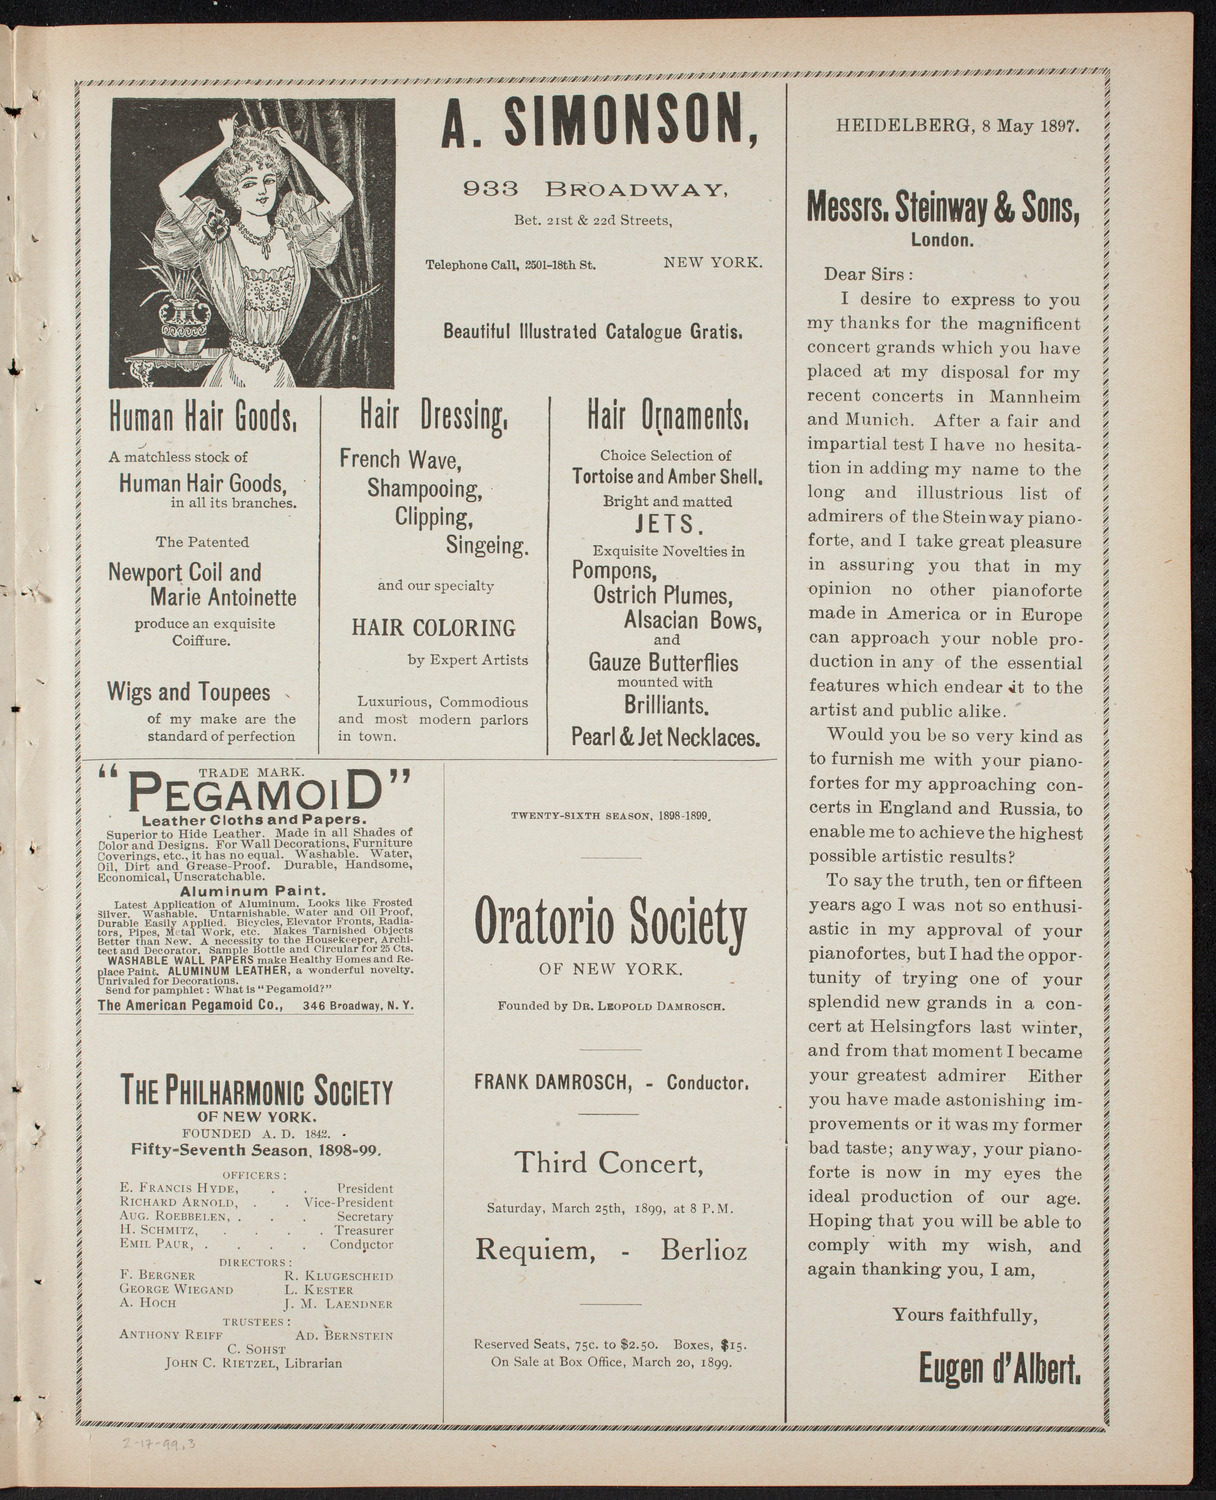 A. SIMONSON,
933 BROADWAY,
Bet. 21st & 22d Streets,
Telephone Call, 2501-18th St. NEW YORK.
Beautiful Illustrated Catalogue Gratis.
Human Hair Goods,
A matchless stock of
Human Hair Goods,
in all its branches.
The Patented
Newport Coil and
Marie Antoinette
produce an exquisite
Coiffure.
Wigs and Toupees
of my make are the
standard of perfection
Hair Dressing,
French Wave,
Shampooing,
Clipping,
Singeing.
and our specialty
HAIR COLORING
by Expert Artists
Luxurious, Commodious
and most modern parlors
in town.
Hair Ornaments,
Choice Selection of
Tortoise and Amber Shell.
Bright and matted
JETS.
Exquisite Novelties in
Pompons,
Ostrich Plumes,
Alsacian Bows,
and
Gauze Butterflies
mounted with
Brilliants.
Pearl & Jet Necklaces.
TRADE MARK.
"PEGAMOID"
Leather Cloths and Papers.
Superior to Hide Leather. Made in all Shades of
Color and Designs. For Wall Decorations, Furniture
Coverings, etc., it has no equal. Washable. Water,
Oil, Dirt and Grease-Proof. Durable, Handsome,
Economical, Unscratchable.
Aluminum Paint.
Latest Application of Aluminum. Looks like Frosted
Silver. Washable. Untarnishable. Water and Oil Proof,
Durable Easily Applied. Bicycles, Elevator Fronts, Radia-
tors, Pipes, Metal Work, etc. Makes Tarnished Objects
Better than New. A necessity to the Housekeeper, Archi-
tect and Decorator. Sample Bottle and Circular for 25 Cts.
WASHABLE WALL PAPERS make Healthy Homes and Re-
place Paint. ALUMINUM LEATHER, a wonderful novelty.
Unrivaled for Decorations.
Send for pamphlet: What is "Pegamoid?"
The American Pegamoid Co., 346 Broadway, N. Y.
THE PHILHARMONIC SOCIETY
OF NEW YORK.
FOUNDED A. D. 1842.
Fifty-Seventh Season, 1898-99.
OFFICERS:
E. FRANCIS HYDE, . . President
RICHARD ARNOLD, . . Vice-President
AUG. ROEBBELEN, . . . Secretary
H. SCHMITZ, . . . . Treasurer
EMIL PAUR, . . . . Conductor
DIRECTORS:
F. BERGNER R. KLUGESCHEID
GEORGE WIEGAND L. KESTER
A. HOCH J. M. LAENDNER
TRUSTEES:
ANTHONY REIFF AD. BERNSTEIN
C. SOHST
JOHN C. RIETZEL, Librarian
TWENTY-SIXTH SEASON, 1898-1899.
Oratorio Society
OF NEW YORK.
Founded by DR. LEOPOLD DAMROSCH.
FRANK DAMROSCH, - Conductor.
Third Concert,
Saturday, March 25th, 1899, at 8 P.M.
Requiem, - Berlioz
Reserved Seats, 75c. to $2.50. Boxes, $15.
On Sale at Box Office, March 20, 1899.
HEIDELBERG, 8 May 1897.
Messrs. Steinway & Sons,
London.
Dear Sirs:
I desire to express to you
my thanks for the magnificent
concert grands which you have
placed at my disposal for my
recent concerts in Mannheim
and Munich. After a fair and
impartial test I have no hesita-
tion in adding my name to the
long and illustrious list of
admirers of the Steinway piano-
forte, and I take great pleasure
in assuring you that in my
opinion no other pianoforte
made in America or in Europe
can approach your noble pro-
duction in any of the essential
features which endear it to the
artist and public alike.
Would you be so very kind as
to furnish me with your piano-
fortes for my approaching con-
certs in England and Russia, to
enable me to achieve the highest
possible artistic results?
To say the truth, ten or fifteen
years ago I was not so enthusi-
astic in my approval of your
pianofortes, but I had the oppor-
tunity of trying one of your
splendid new grands in a con-
cert at Helsingfors last winter,
and from that moment I became
your greatest admirer Either
you have made astonishing im-
provements or it was my former
bad taste; anyway, your piano-
forte is now in my eyes the
ideal production of our age.
Hoping that you will be able to
comply with my wish, and
again thanking you, I am,
Yours faithfully,
Eugen d'Albert.
2-17-99.3